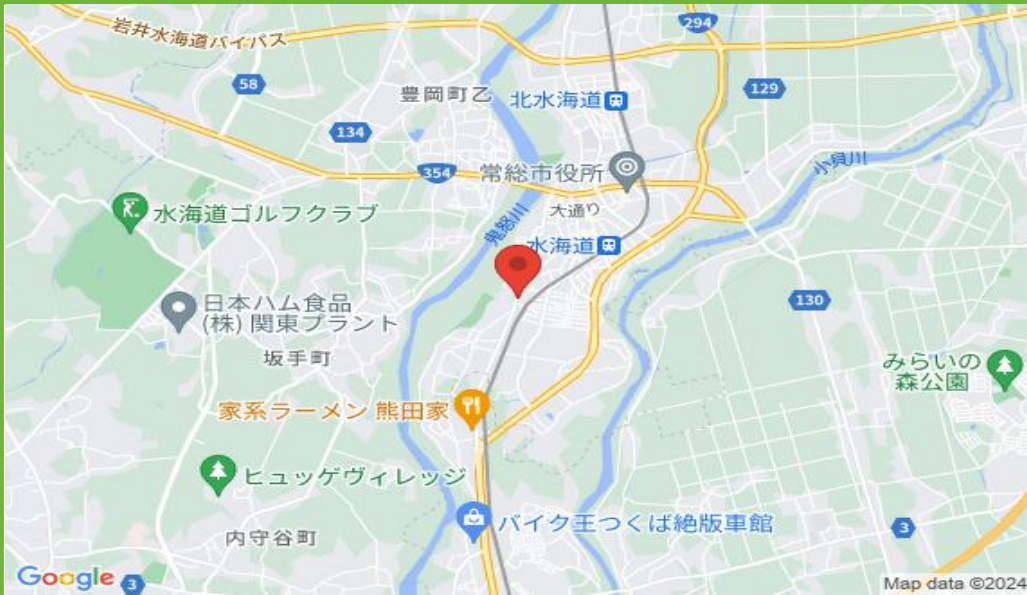 岩井水海道バイパス
294
58
豊岡町乙
北水海道
129
134
354
常総市役所
小貝川
大通り
水海道ゴルフクラブ
鬼怒川
水海道
日本ハム食品
(株) 関東プラント
130
坂手町
みらいの
森公園
家系ラーメン 熊田家
ヒュッゲヴィレッジ
バイク王つくば絶版車館
内守谷町
3
Google
3
Map data ©2024